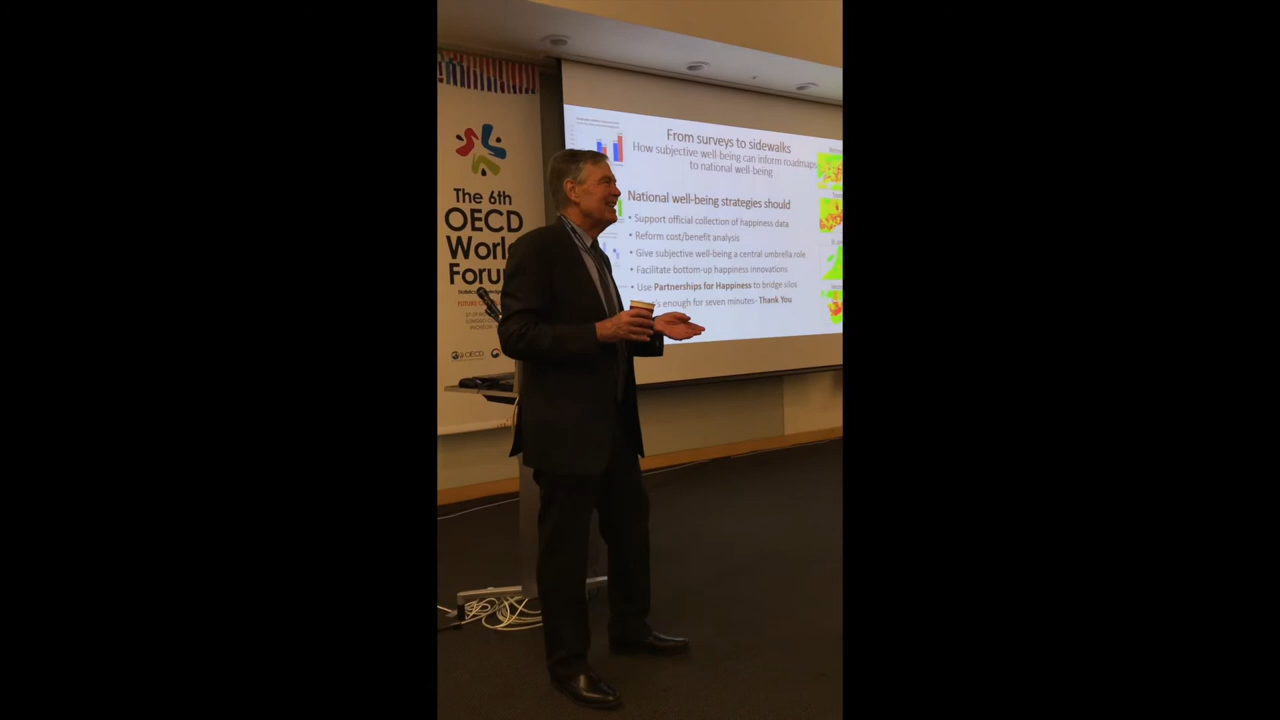 The 6th
OECD
World
Forum
OECD
From surveys to sidewalks
How subjective well-being can inform roadmaps
to national well-being
National well-being strategies should
• Support official collection of happiness data
• Reform cost/benefit analysis
• Give subjective well-being a central umbrella role
• Facilitate bottom-up happiness innovations
• Use Partnerships for Happiness to bridge silos
enough for seven minutes- Thank You